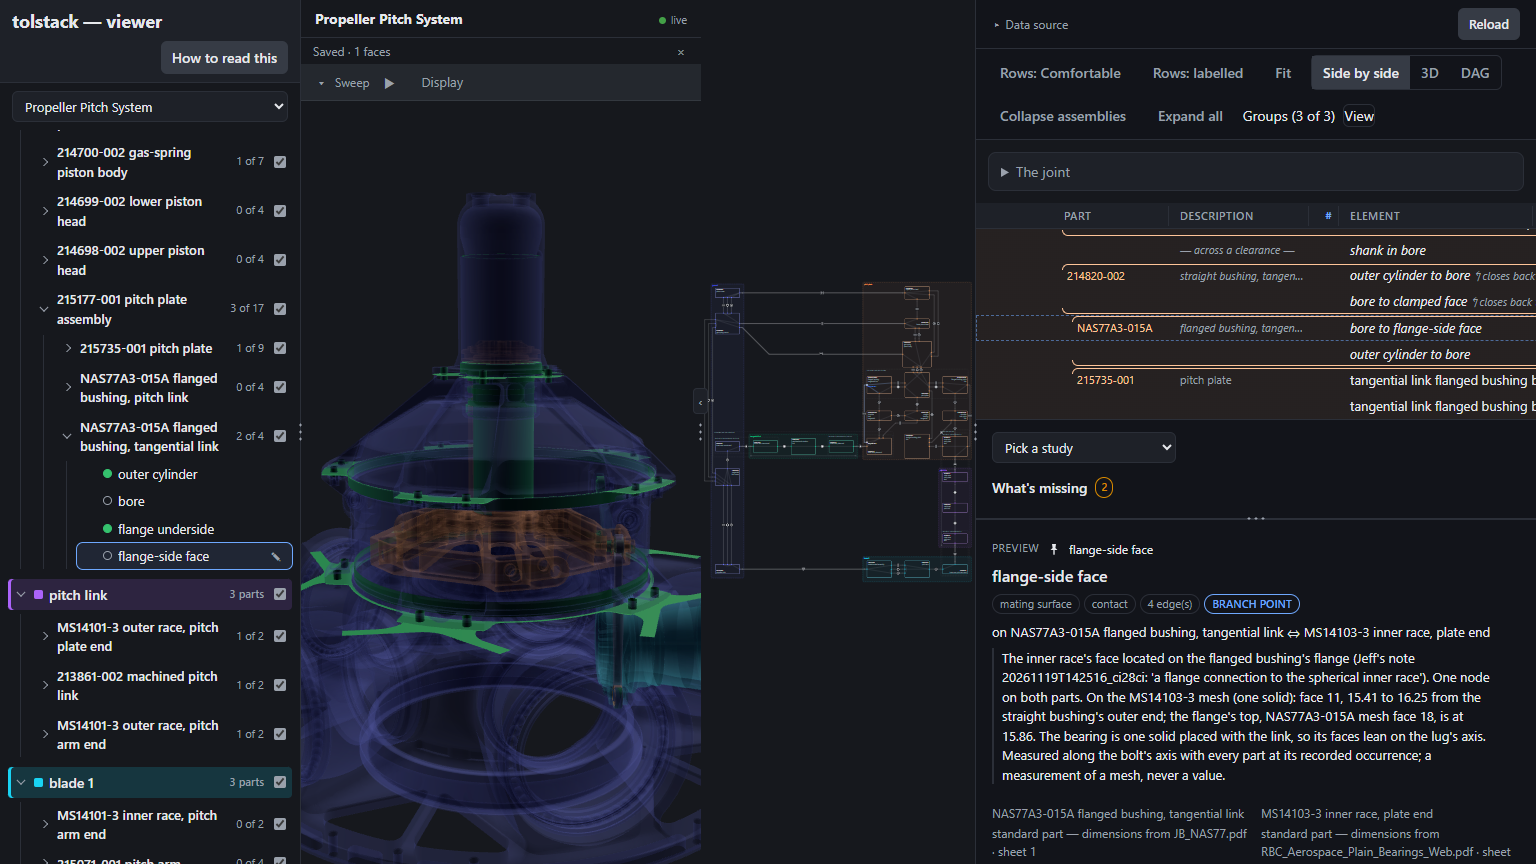 tolstack — viewer
How to read this
Propeller Pitch System
214700-002 gas-spring
piston body
1 of 7
214699-002 lower piston
head
0 of 4
214698-002 upper piston
head
0 of 4
215177-001 pitch plate
assembly
3 of 17
215735-001 pitch plate
1 of 9
NAS77A3-015A flanged
bushing, pitch link
0 of 4
NAS77A3-015A flanged
bushing, tangential link
2 of 4
outer cylinder
bore
flange underside
flange-side face
pitch link
3 parts
MS14101-3 outer race, pitch
plate end
1 of 2
213861-002 machined pitch
link
1 of 2
MS14101-3 outer race, pitch
arm end
1 of 2
blade 1
3 parts
MS14101-3 inner race, pitch
arm end
0 of 2
215071-001 pitch arm
0 of 4
Propeller Pitch System
live
Saved · 1 faces
×
Sweep
Display
Data source
Reload
Rows: Comfortable
Rows: labelled
Fit
Side by side
3D
DAG
Collapse assemblies
Expand all
Groups (3 of 3)
View
The joint
PART
DESCRIPTION
#
ELEMENT
— across a clearance —
shank in bore
214820-002
straight bushing, tangen...
outer cylinder to bore
closes back
bore to clamped face
closes back
NAS77A3-015A
flanged bushing, tangen...
bore to flange-side face
outer cylinder to bore
215735-001
pitch plate
tangential link flanged bushing b
tangential link flanged bushing b
Pick a study
What's missing
2
PREVIEW
flange-side face
flange-side face
mating surface
contact
4 edge(s)
BRANCH POINT
on NAS77A3-015A flanged bushing, tangential link ⇔ MS14103-3 inner race, plate end
The inner race's face located on the flanged bushing's flange (Jeff's note
20261119T142516_ci28ci: 'a flange connection to the spherical inner race'). One node
on both parts. On the MS14103-3 mesh (one solid): face 11, 15.41 to 16.25 from the
straight bushing's outer end; the flange's top, NAS77A3-015A mesh face 18, is at
15.86. The bearing is one solid placed with the link, so its faces lean on the lug's axis.
Measured along the bolt's axis with every part at its recorded occurrence; a
measurement of a mesh, never a value.
NAS77A3-015A flanged bushing, tangential link
standard part — dimensions from JB_NAS77.pdf
· sheet 1
MS14103-3 inner race, plate end
standard part — dimensions from
RBC_Aerospace_Plain_Bearings_Web.pdf · sheet